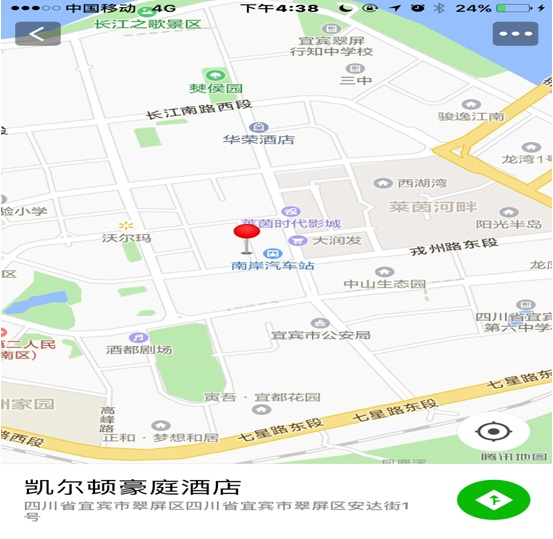 中国移动 4G 下午4:38 24%
长江之歌景区
宜宾翠屏
行知中学校
三中
僰侯园
长江南路西段
骏逸江南
华荣酒店
龙湾1号
西湖湾
莱茵河畔
莱茵时代影城
阳光半岛
沃尔玛
大润发
戎州路东段
南岸汽车站
中山生态园
宜宾市公安局
四川省宜宾
第六中学
第二人民
南区)
酒都剧场
寅吾·宜都花园
州家园
高峰路
七星路东段
七星路东段
七星路东段
正和·梦想和居
路西段
腾讯地图
凯尔顿豪庭酒店
四川省宜宾市翠屏区四川省宜宾市翠屏区安达街1
号